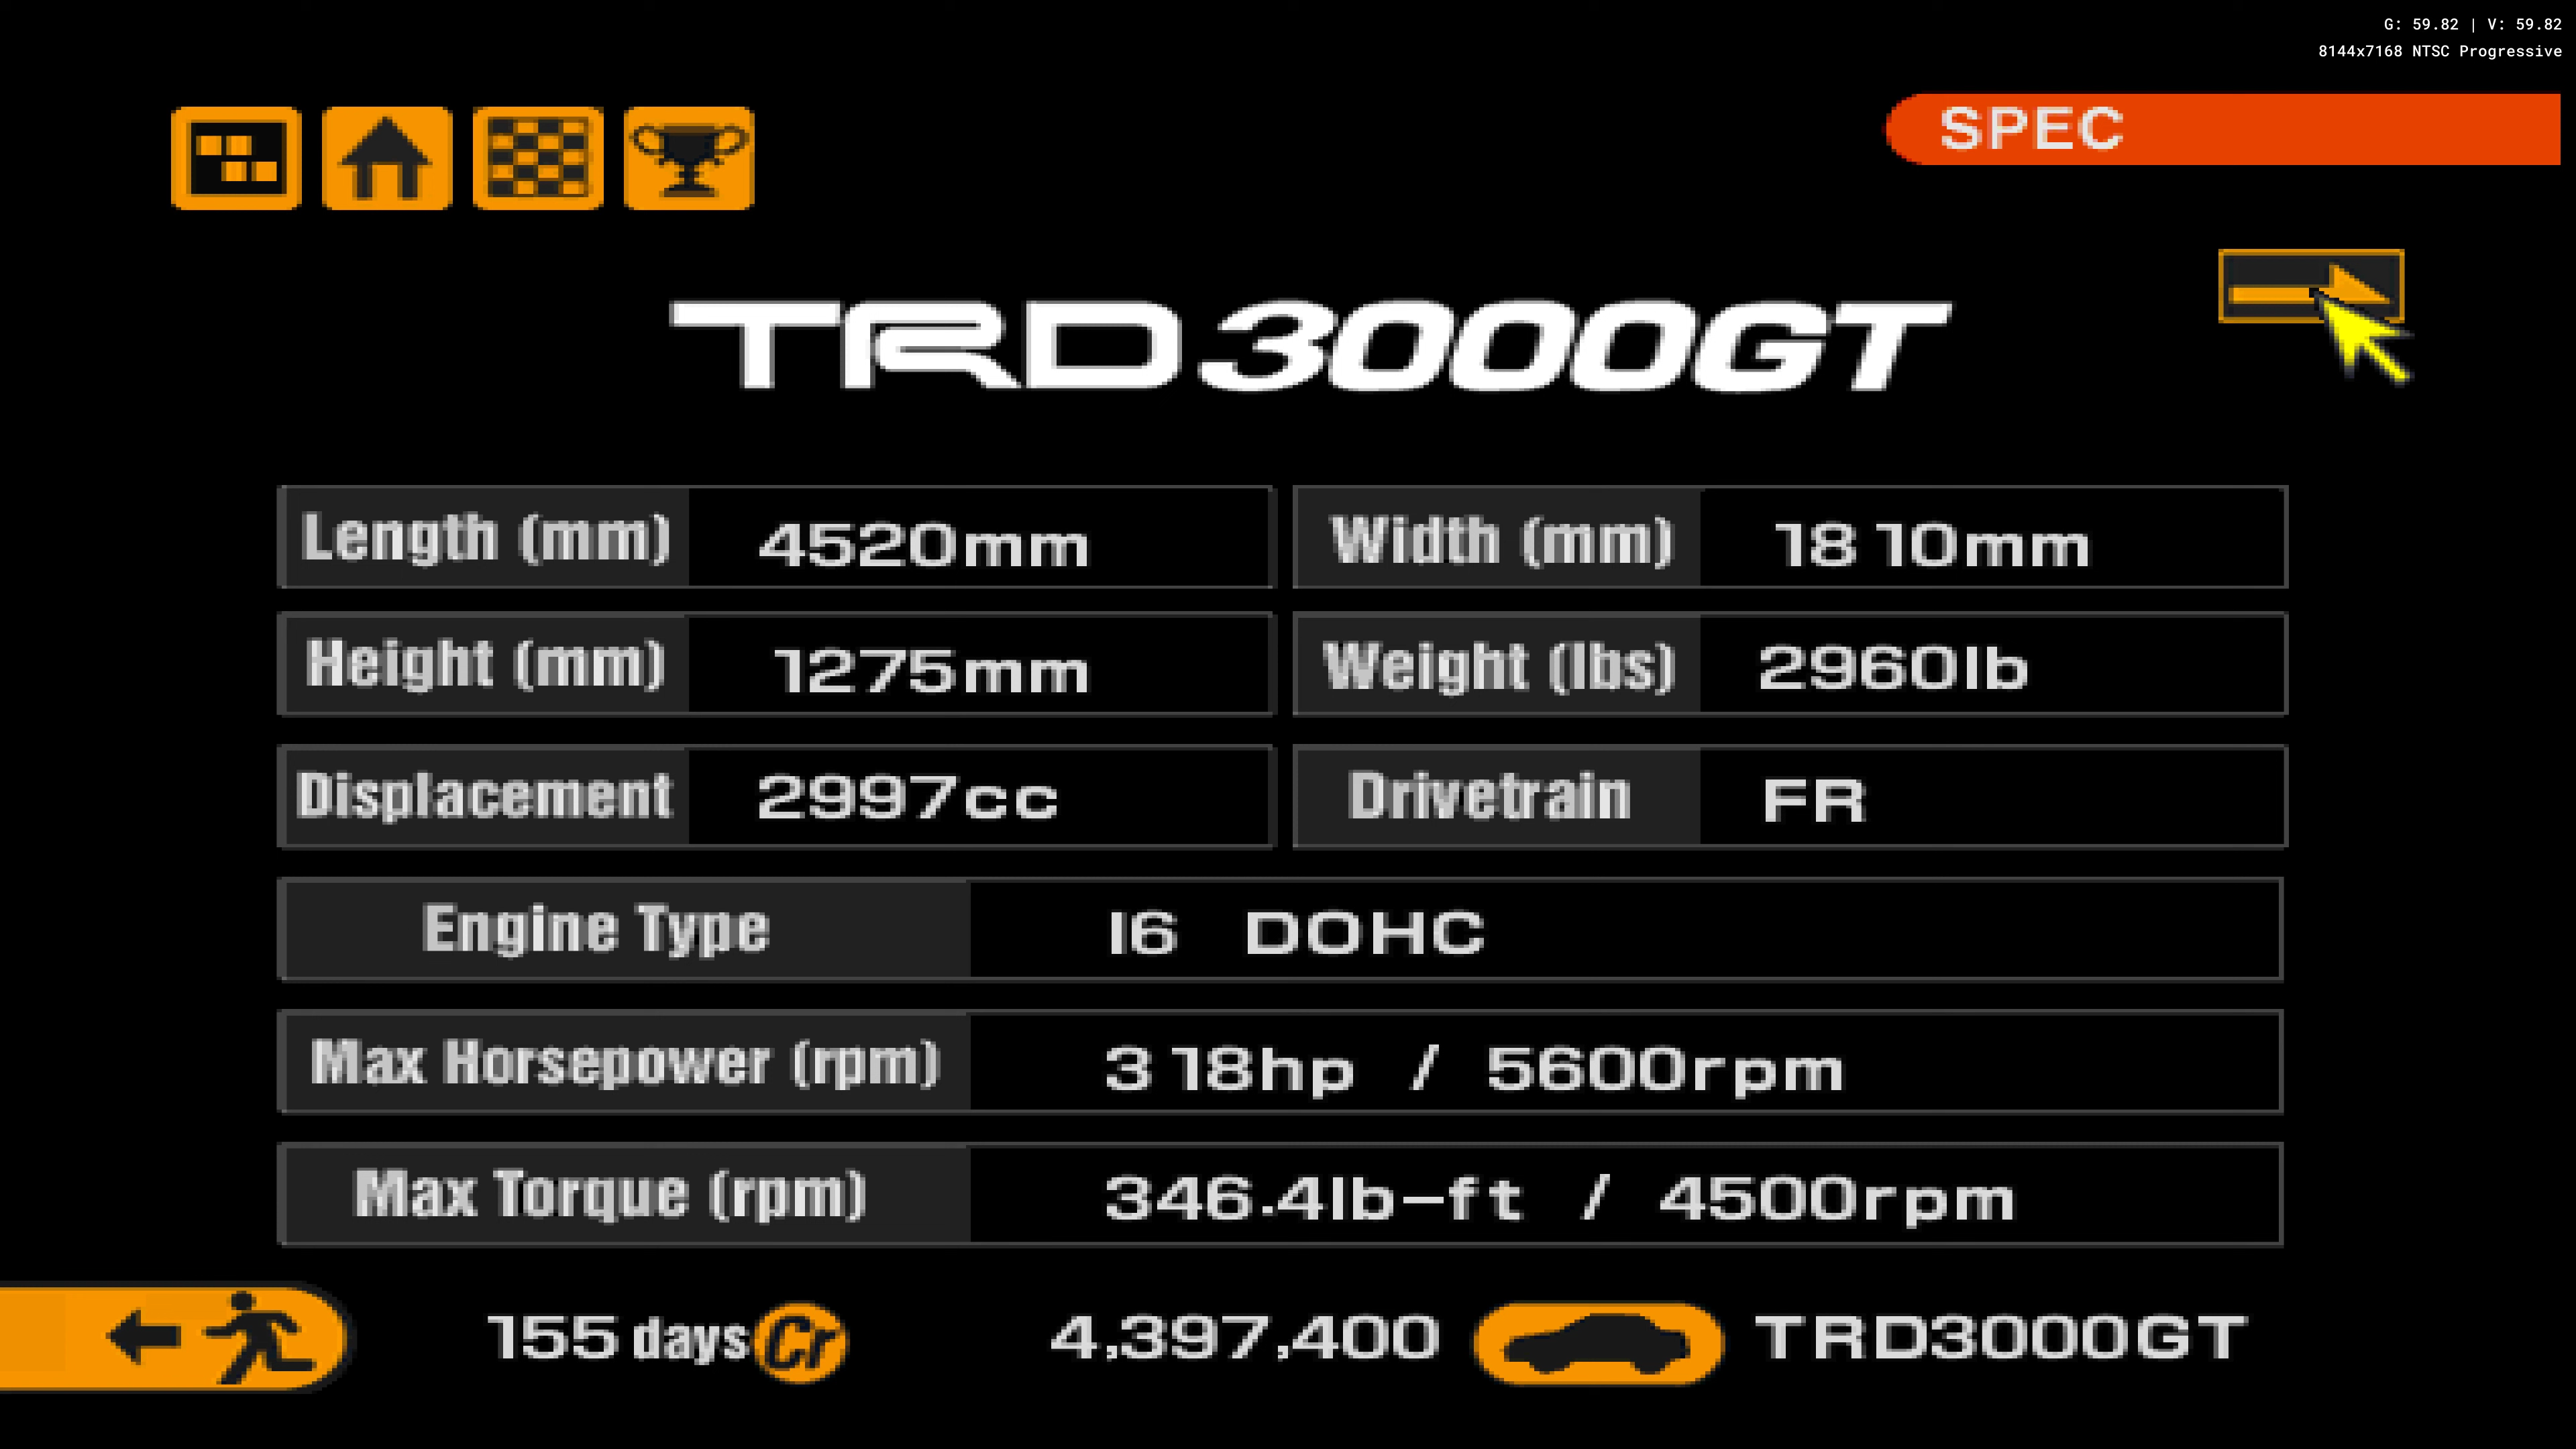 G: 59.82 | V: 59.82
8144x7168 NTSC Progressive
SPEC
TRD3000GT
Length (mm) 4520mm Width (mm) 1810mm
Height (mm) 1275mm Weight (lbs) 2960lb
Displacement 2997cc Drivetrain FR
Engine Type I6 DOHC
Max Horsepower (rpm) 318hp / 5600rpm
Max Torque (rpm) 346.4lb-ft / 4500rpm
155 days Cr 4,397,400 TRD3000GT